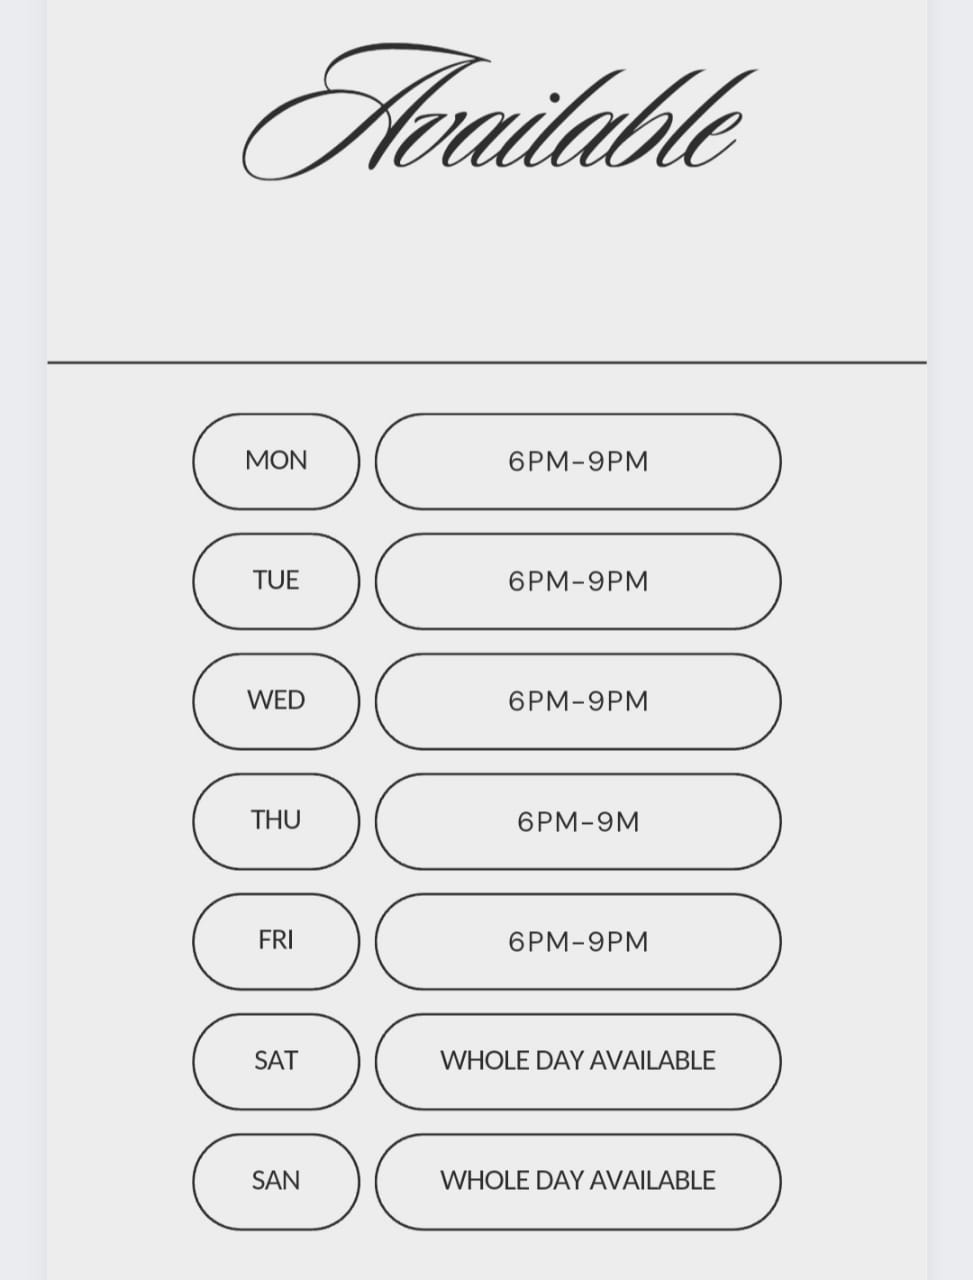 Available
MON 6PM-9PM
TUE 6PM-9PM
WED 6PM-9PM
THU 6PM-9M
FRI 6PM-9PM
SAT WHOLE DAY AVAILABLE
SAN WHOLE DAY AVAILABLE